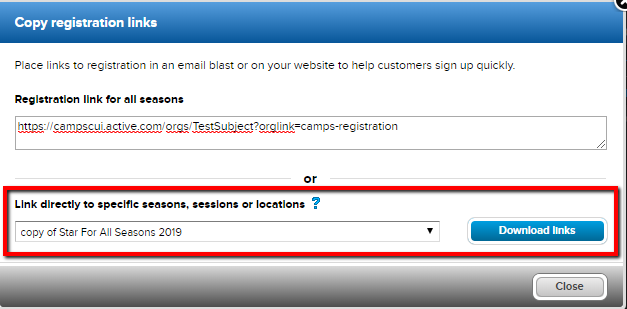 Copy registration links
Place links to registration in an email blast or on your website to help customers sign up quickly.
Registration link for all seasons
https://campscui.active.com/orgs/TestSubject?orglink=camps-registration
or
Link directly to specific seasons, sessions or locations ?
copy of Star For All Seasons 2019
Download links
Close